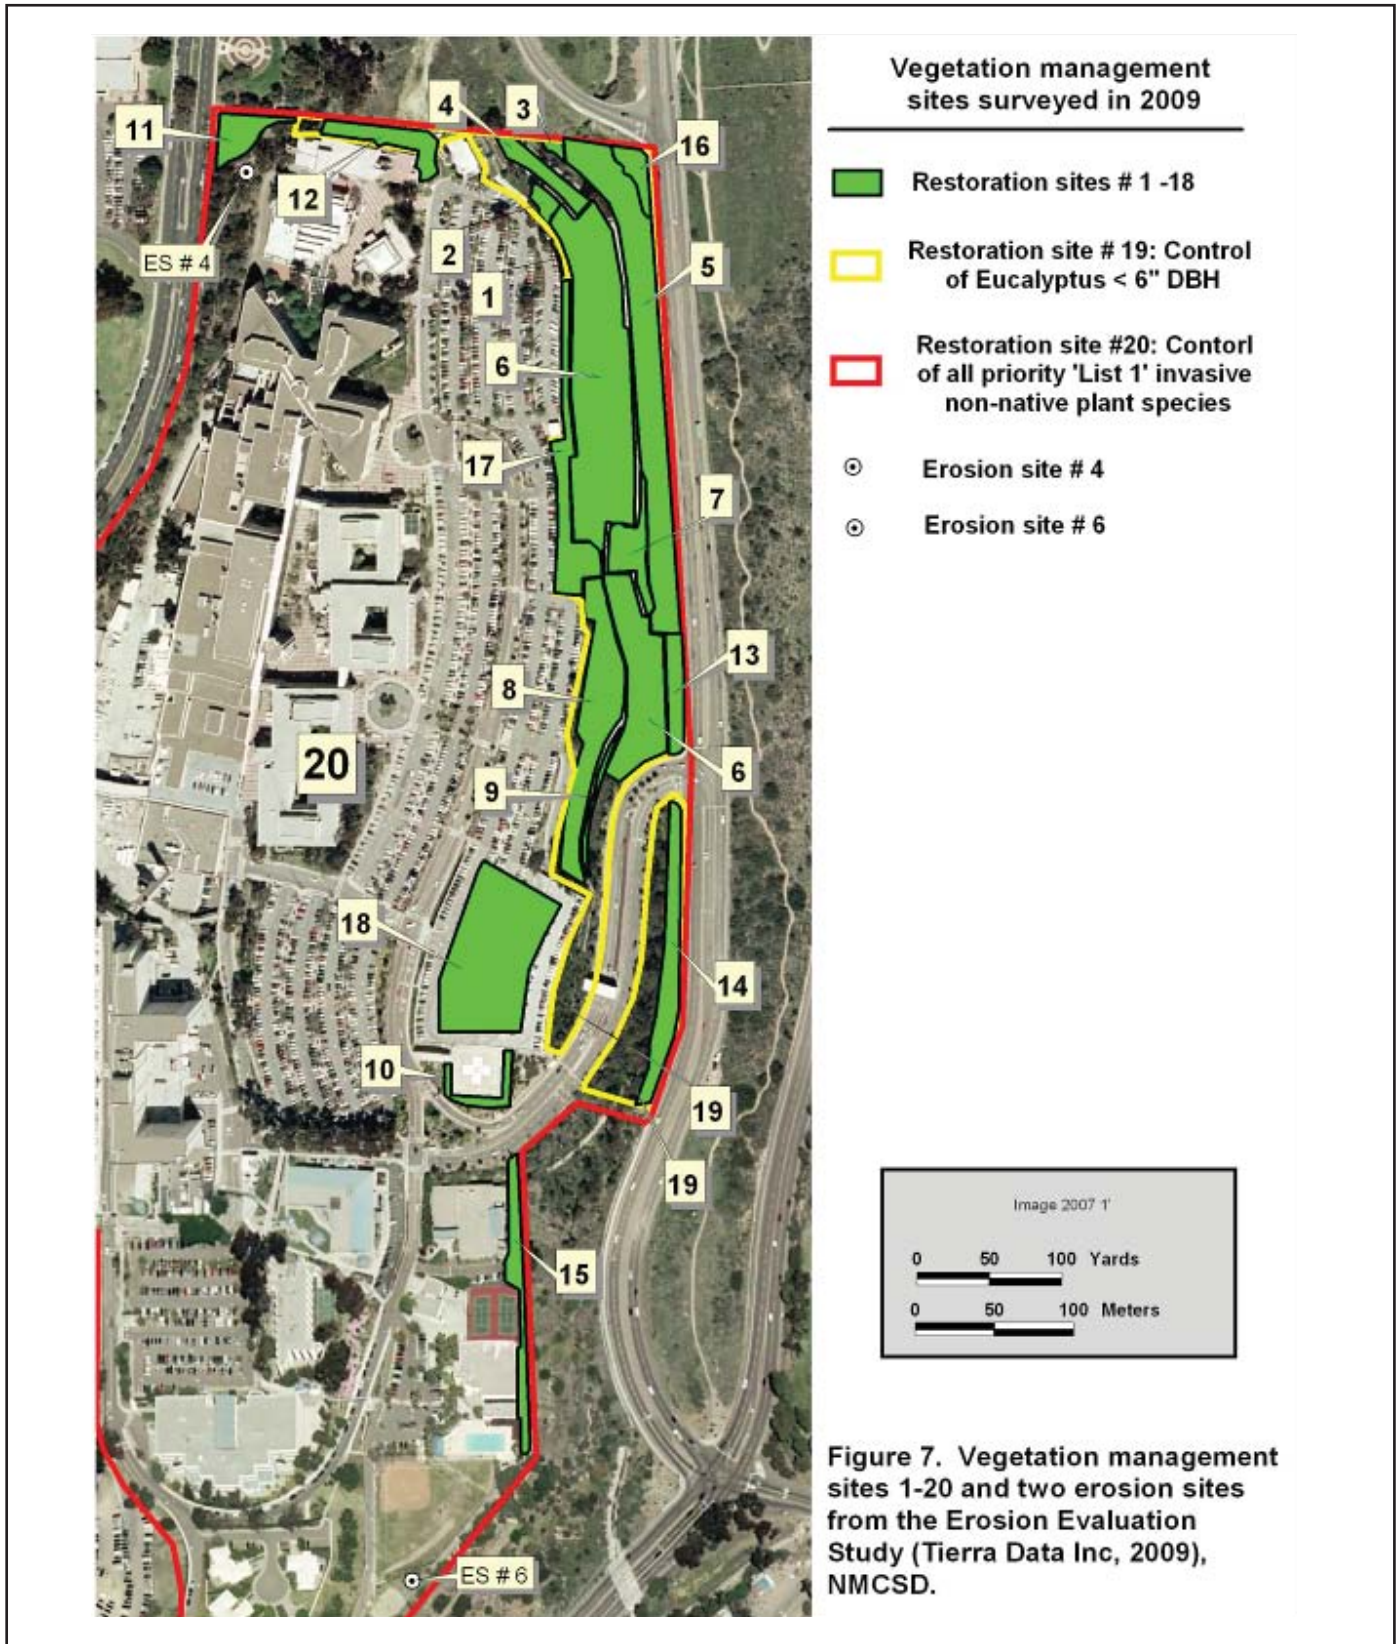 Vegetation management
sites surveyed in 2009
Restoration sites # 1 -18
Restoration site # 19: Control
of Eucalyptus < 6" DBH
Restoration site #20: Contorl
of all priority 'List 1' invasive
non-native plant species
Erosion site # 4
Erosion site # 6
11
4
3
16
12
ES # 4
2
1
5
6
17
7
13
8
6
20
9
18
14
10
19
19
15
ES # 6
Image 2007 1'
0 50 100 Yards
0 50 100 Meters
Figure 7. Vegetation management
sites 1-20 and two erosion sites
from the Erosion Evaluation
Study (Tierra Data Inc, 2009),
NMCSD.